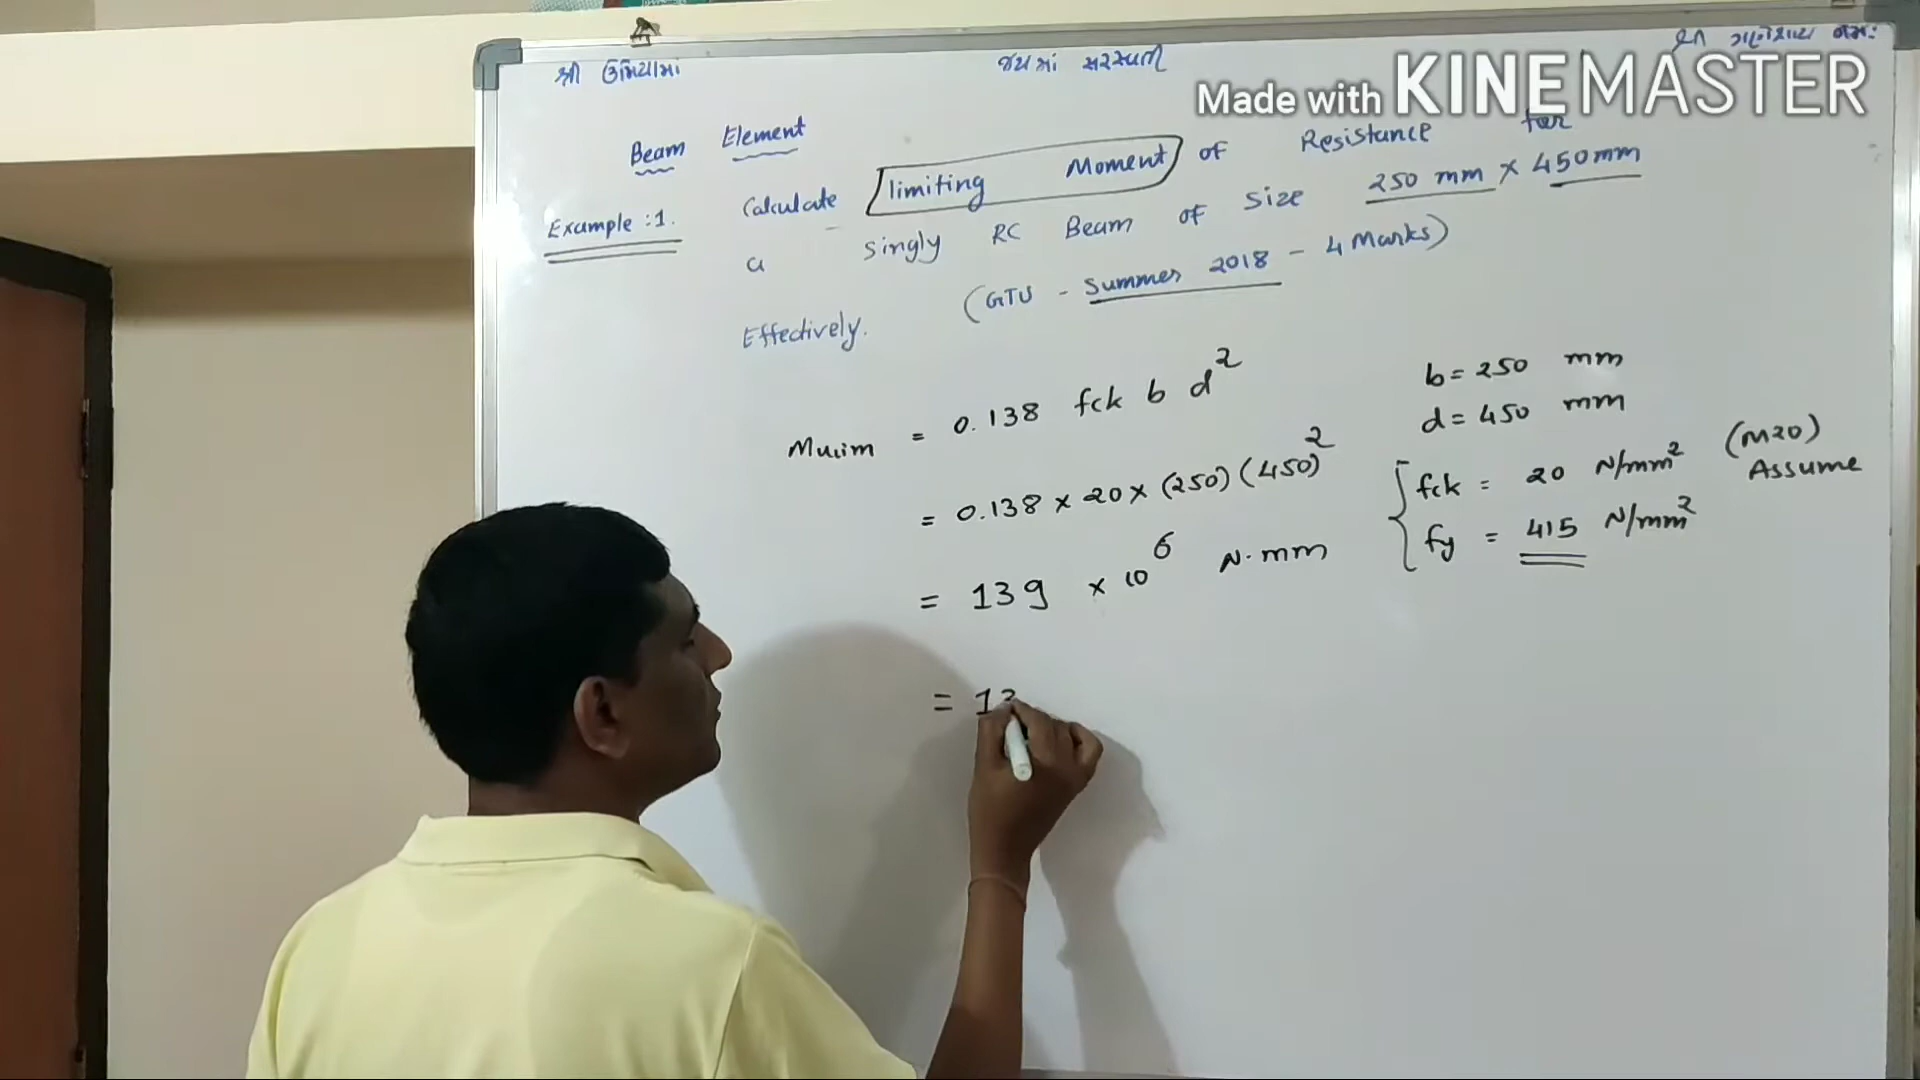 શ્રી ઉમિયામાં જય માં સરસ્વતી શ્રી ગણેશાય નમઃ
Made with KINEMASTER
Beam Element
Example :1. Calculate limiting Moment of Resistance for
a singly RC Beam of size 250 mm x 450mm
Effectively. (GTU - Summer 2018 - 4 Marks)
Mulim = 0.138 fck b d² b = 250 mm
d = 450 mm
= 0.138 x 20 x (250) (450)² fck = 20 N/mm² (M20) Assume
= 139 x 10⁶ N.mm fy = 415 N/mm²
= 13